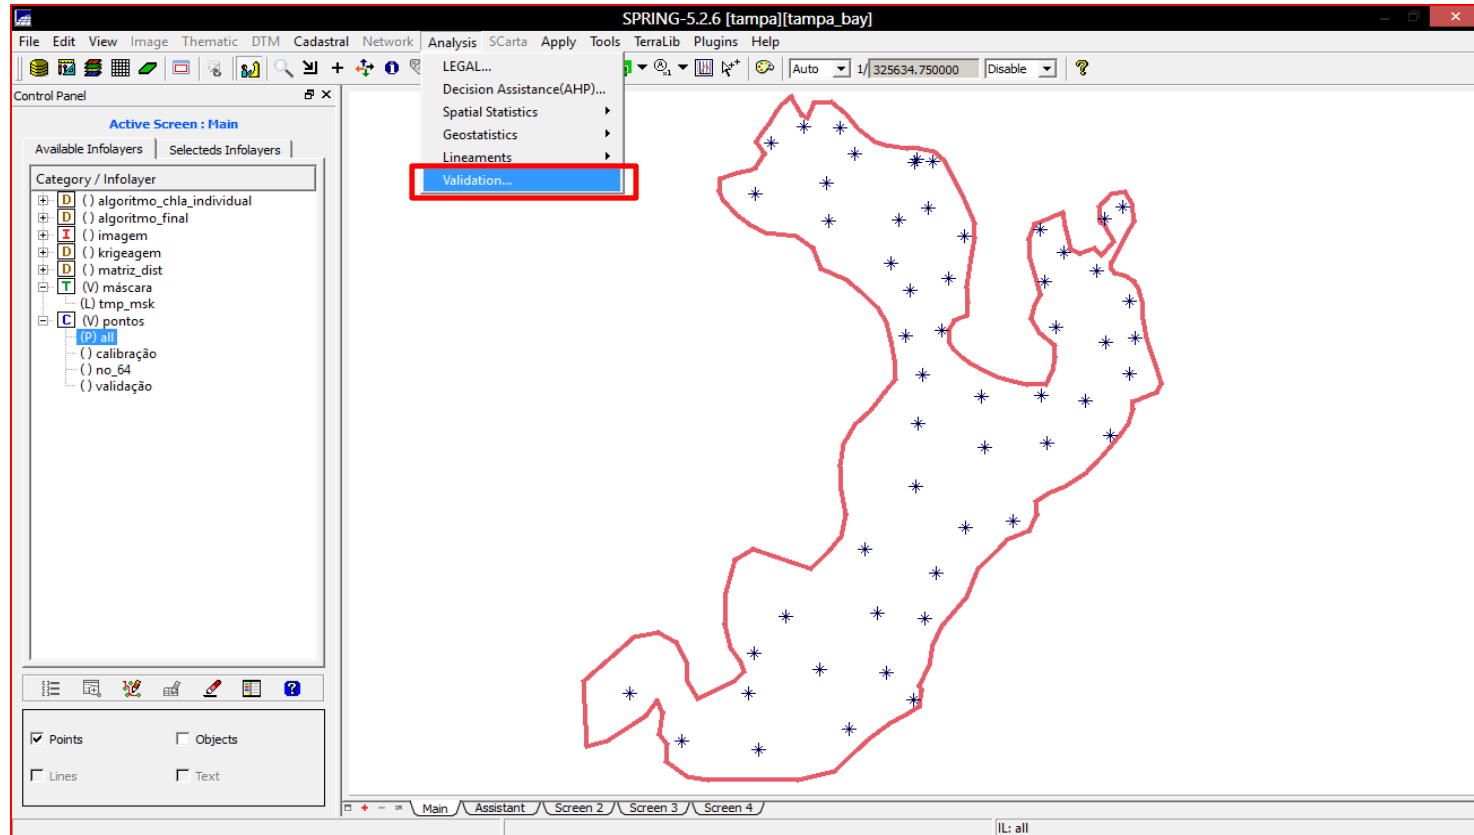 SPRING-5.2.6 [tampa][tampa_bay]
File Edit View Image Thematic DTM Cadastral Network Analysis SCarta Apply Tools TerraLib Plugins Help
Auto 1/ 325634.750000 Disable
LEGAL...
Decision Assistance(AHP)...
Spatial Statistics
Geostatistics
Lineaments
Validation...
Control Panel
Active Screen : Main
Available Infolayers Selecteds Infolayers
Category / Infolayer
D () algoritmo_chla_individual
D () algoritmo_final
I () imagem
D () krigeagem
D () matriz_dist
T (V) máscara
(L) tmp_msk
C (V) pontos
(P) all
() calibração
() no_64
() validação
Points Objects
Lines Text
Main Assistant Screen 2 Screen 3 Screen 4
IL: all